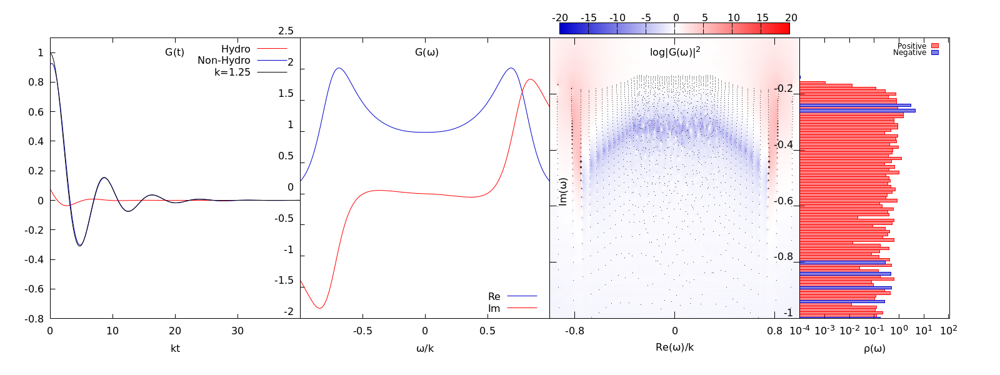 -20 -15 -10 -5 0 5 10 15 20
G(t)
Hydro
Non-Hydro
k=1.25
1
0.8
0.6
0.4
0.2
0
-0.2
-0.4
-0.6
-0.8
0 10 20 30
kt
G(ω)
2.5
2
1.5
1
0.5
0
-0.5
-1
-1.5
-2
Re
Im
-0.5 0 0.5
ω/k
log|G(ω)|²
Im(ω)
-0.2
-0.4
-0.6
-0.8
-1
-0.8 0 0.8
Re(ω)/k
Positive
Negative
10⁻⁴ 10⁻³ 10⁻² 10⁻¹ 10⁰ 10¹ 10²
ρ(ω)